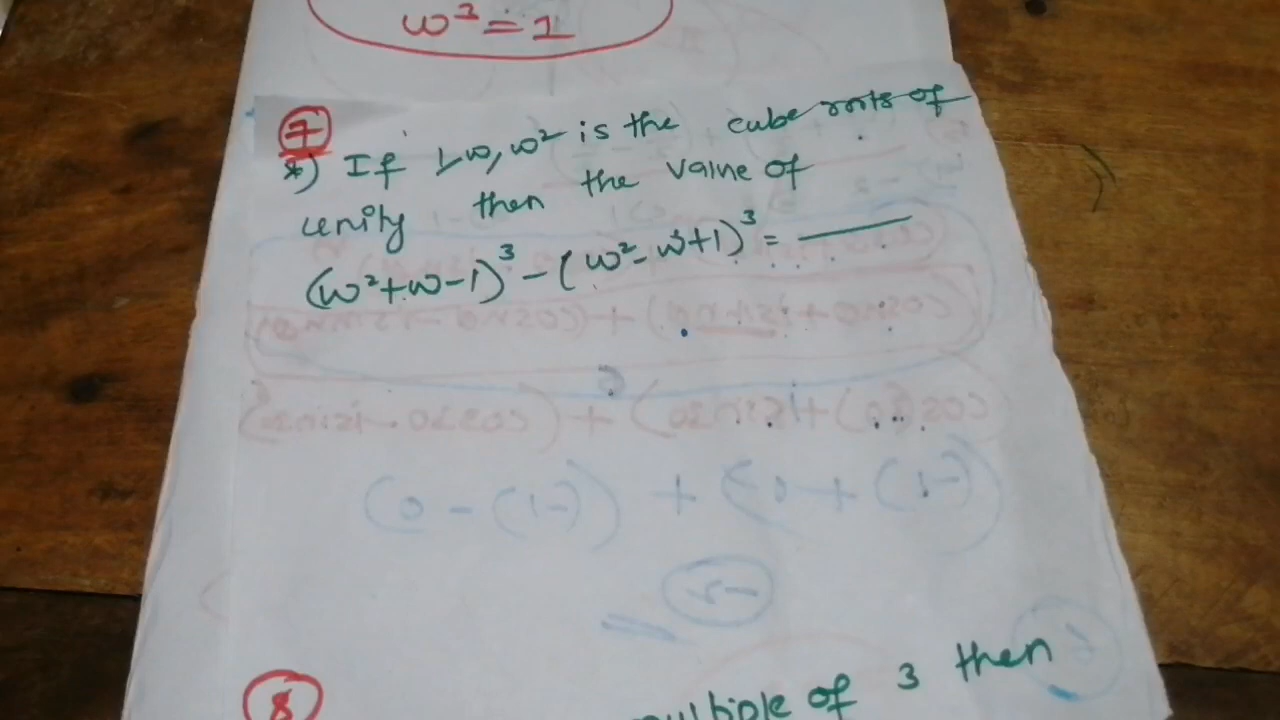 ω³=1
7
*) If 1,ω,ω² is the cube roots of
unity then the value of
(ω²+ω-1)³-(ω²-ω+1)³=
8
multiple of 3 then